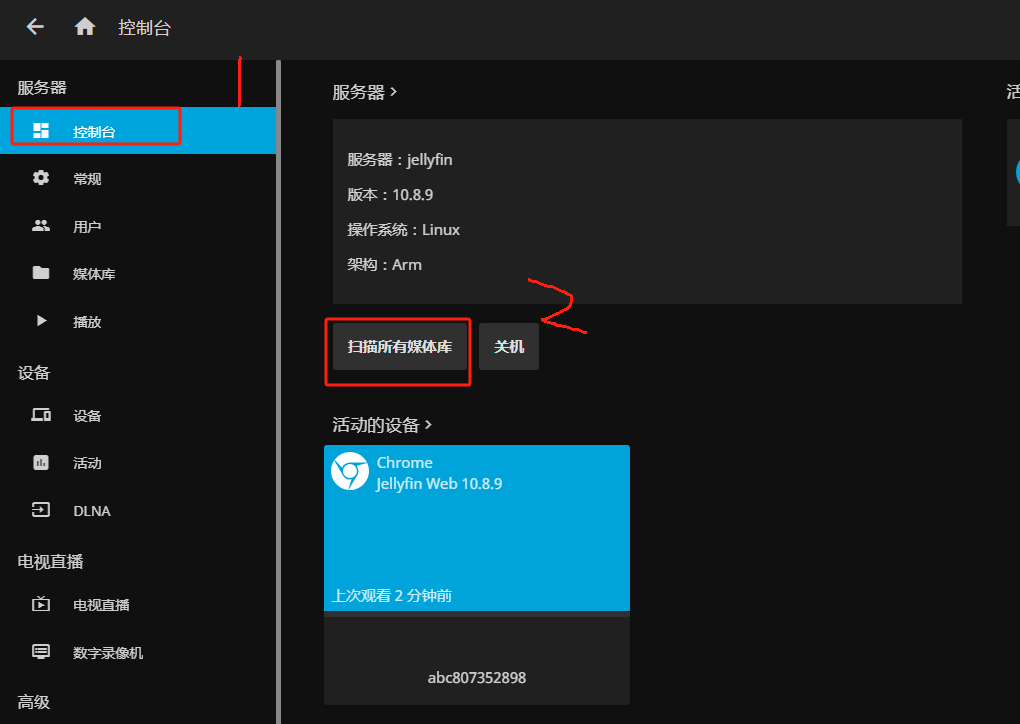 控制台
服务器
控制台
常规
用户
媒体库
播放
设备
设备
活动
DLNA
电视直播
电视直播
数字录像机
高级
1
服务器
活
服务器：jellyfin
版本：10.8.9
操作系统：Linux
架构：Arm
2
扫描所有媒体库 关机
活动的设备
Chrome
Jellyfin Web 10.8.9
上次观看 2 分钟前
abc807352898